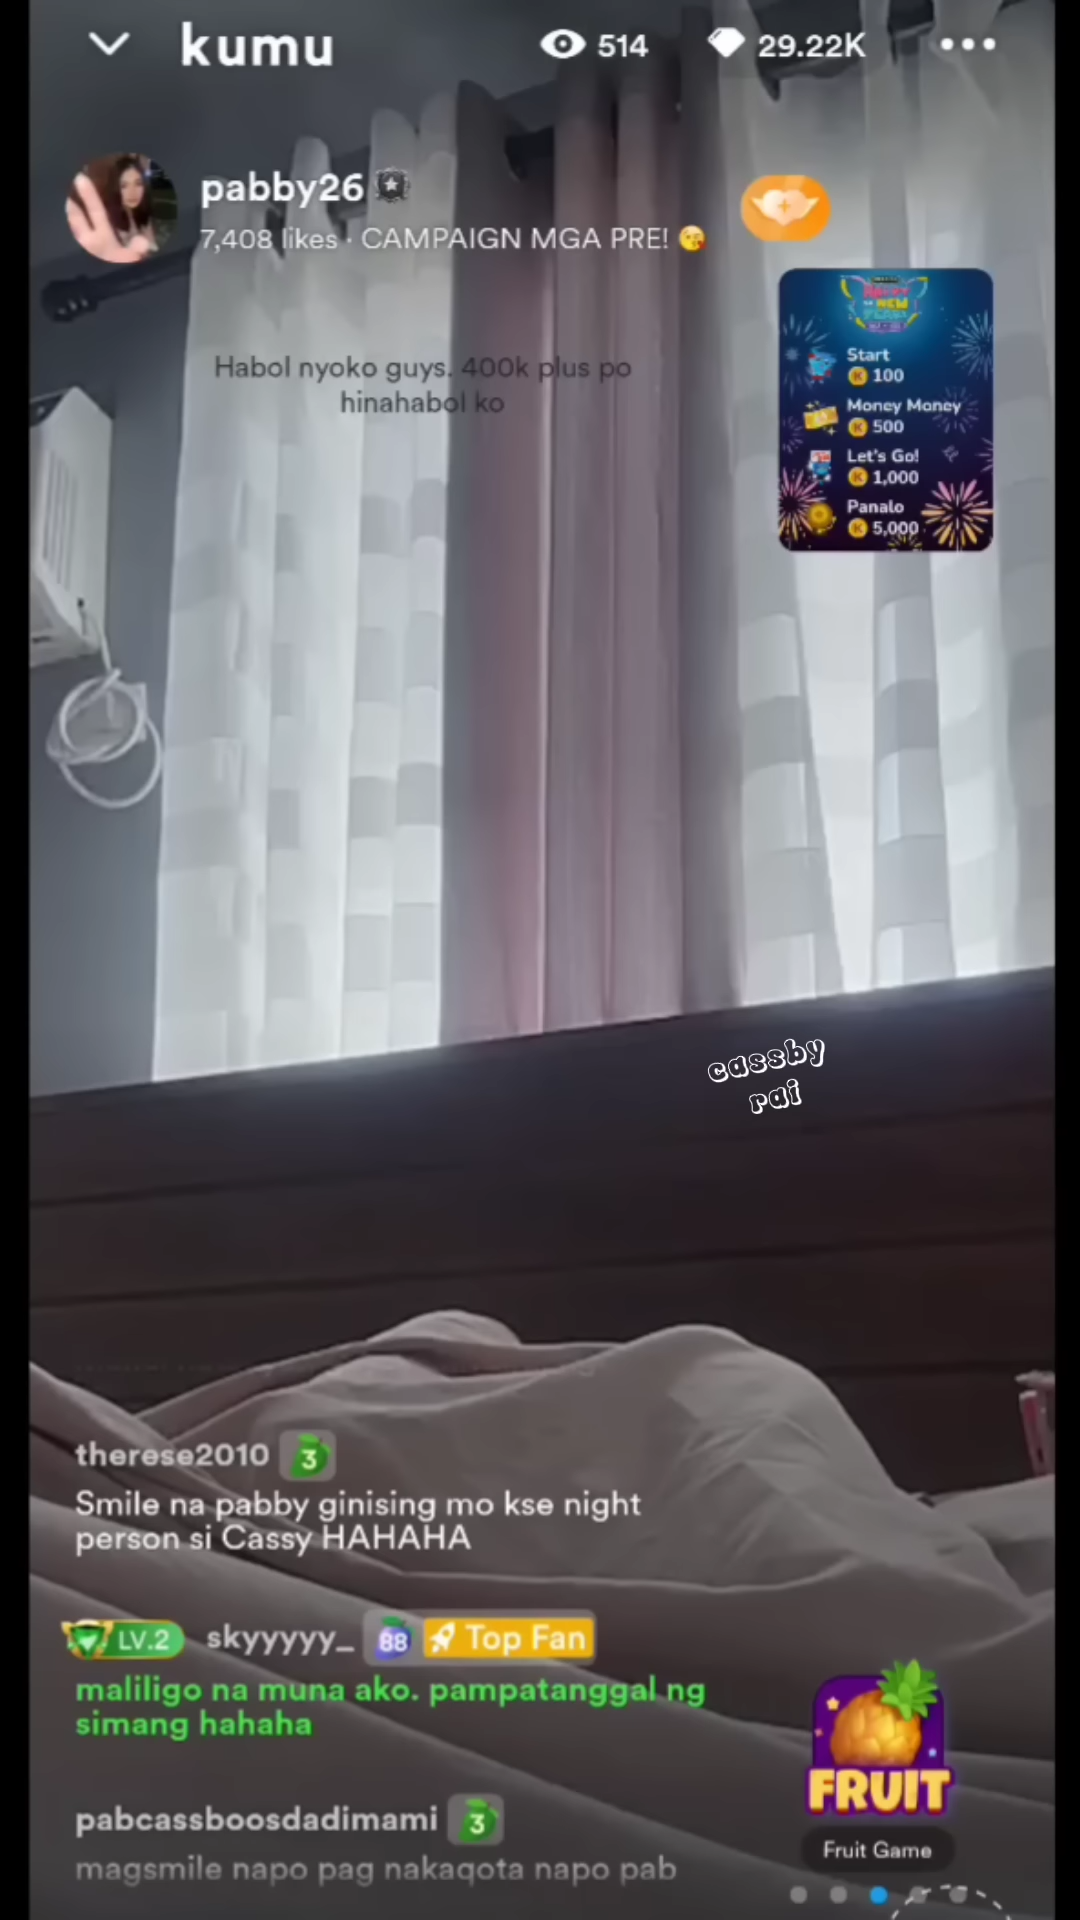 kumu 514 29.22K
pabby26
7,408 likes · CAMPAIGN MGA PRE! 😘
Habol nyoko guys. 400k plus po
hinahabol ko
Start
K 100
Money Money
K 500
Let's Go!
K 1,000
Panalo
K 5,000
cassby
rai
therese2010 3
Smile na pabby ginising mo kse night
person si Cassy HAHAHA
LV.2 skyyyyy_ 88 Top Fan
maliligo na muna ako. pampatanggal ng
simang hahaha
pabcassboosdadimami 3
magsmile napo pag nakaqota napo pab
FRUIT
Fruit Game